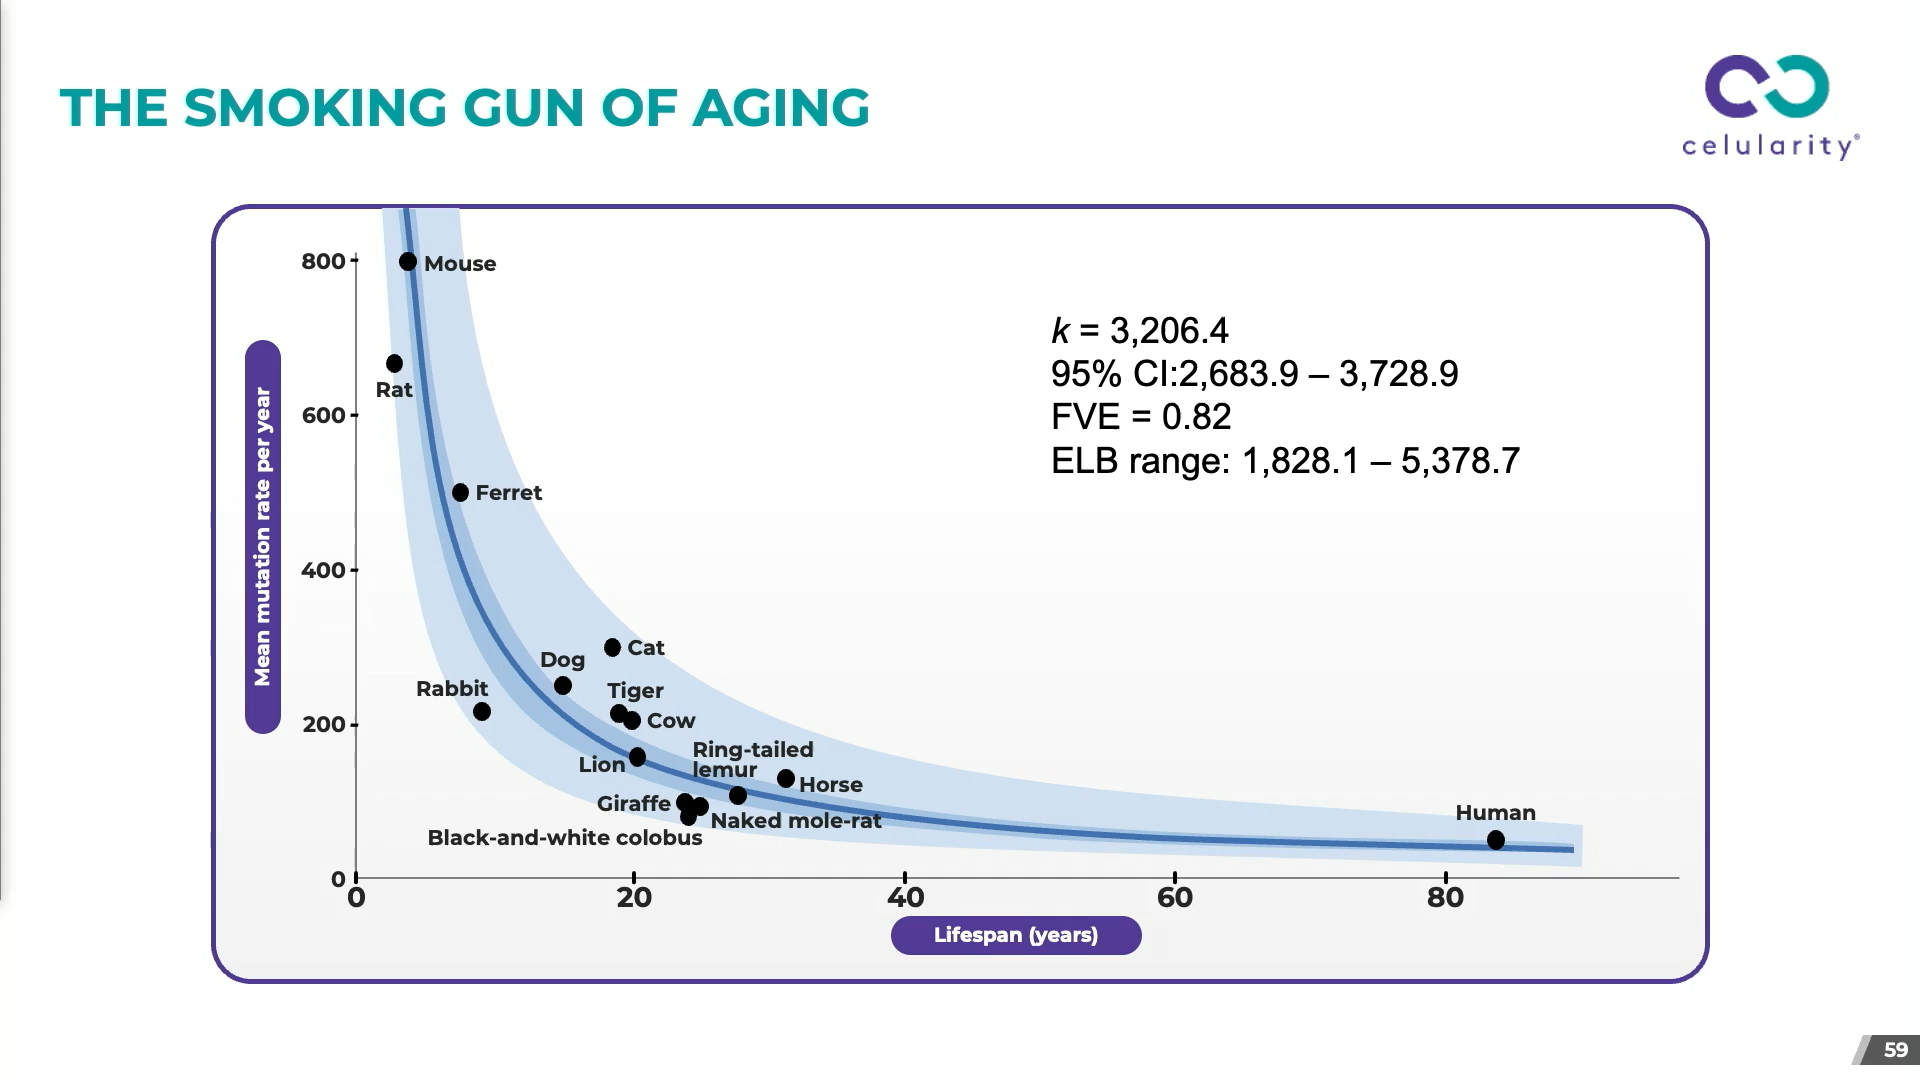 THE SMOKING GUN OF AGING
celularity®
800
600
400
200
0
Mean mutation rate per year
Mouse
Rat
Ferret
Cat
Dog
Tiger
Rabbit
Cow
Ring-tailed
lemur
Lion
Horse
Giraffe
Naked mole-rat
Black-and-white colobus
Human
k = 3,206.4
95% CI:2,683.9 – 3,728.9
FVE = 0.82
ELB range: 1,828.1 – 5,378.7
0 20 40 60 80
Lifespan (years)
59